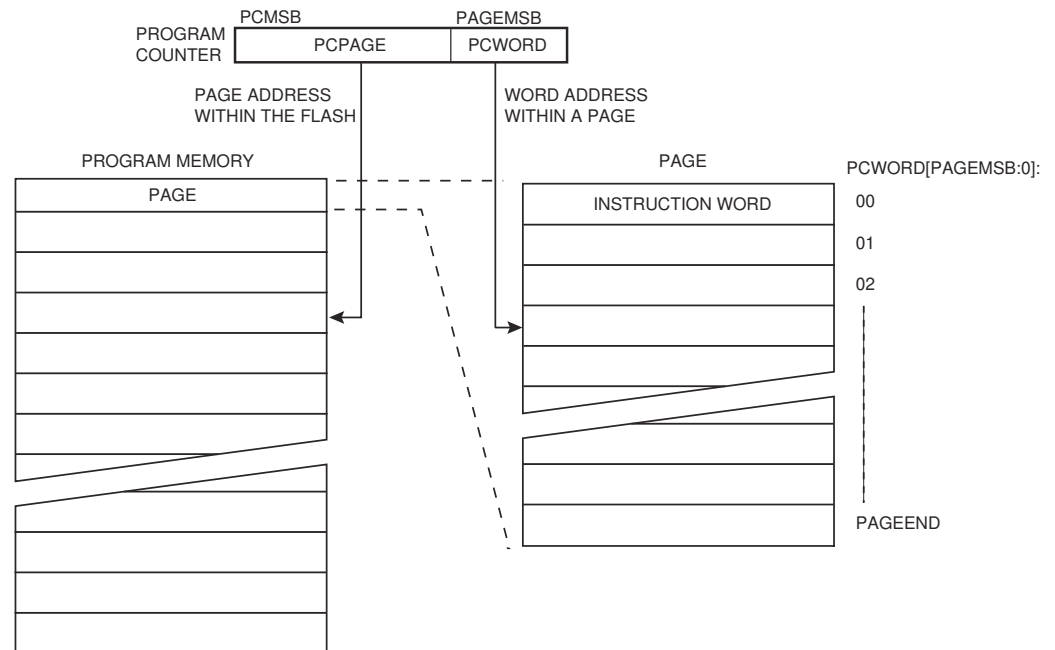 PCMSB
PAGEMSB
PROGRAM
COUNTER
PCPAGE
PCWORD
PAGE ADDRESS
WITHIN THE FLASH
WORD ADDRESS
WITHIN A PAGE
PROGRAM MEMORY
PAGE
PAGE
INSTRUCTION WORD
PCWORD[PAGEMSB:0]:
00
01
02
PAGEEND